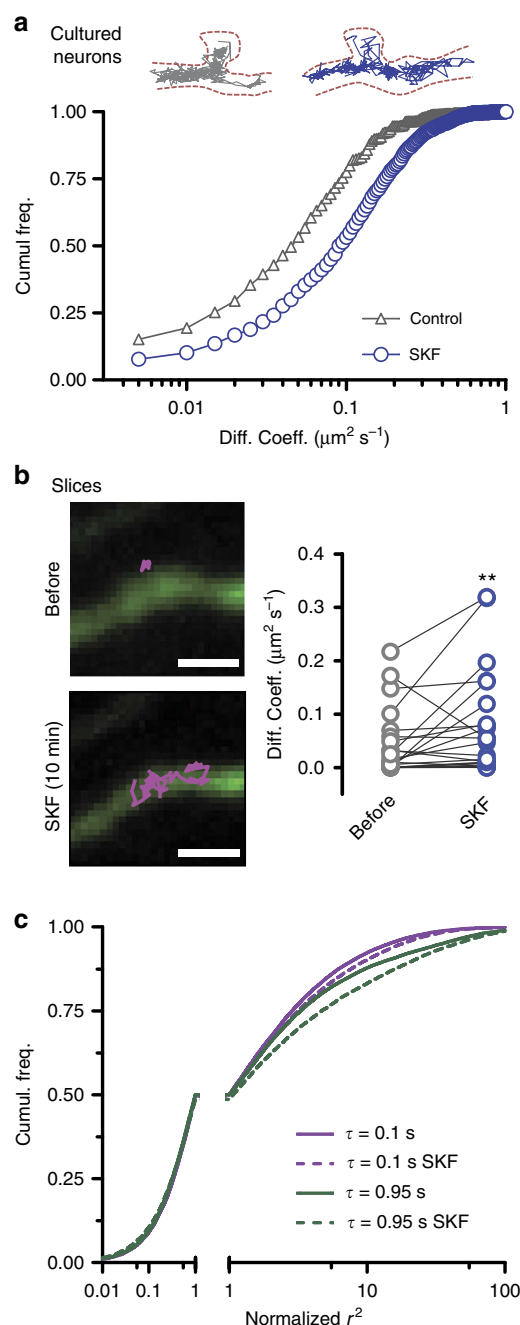 a
Cultured
neurons
1.00
0.75
0.50
0.25
0.00
Cumul freq.
Control
SKF
0.01
0.1
1
Diff. Coeff. (μm² s⁻¹)
b
Slices
Before
SKF (10 min)
**
0.4
0.3
0.2
0.1
0.0
Diff. Coeff. (μm² s⁻¹)
Before
SKF
c
1.00
0.75
0.50
0.25
0.00
Cumul. freq.
τ = 0.1 s
τ = 0.1 s SKF
τ = 0.95 s
τ = 0.95 s SKF
0.01
0.1
1
1
10
100
Normalized r²